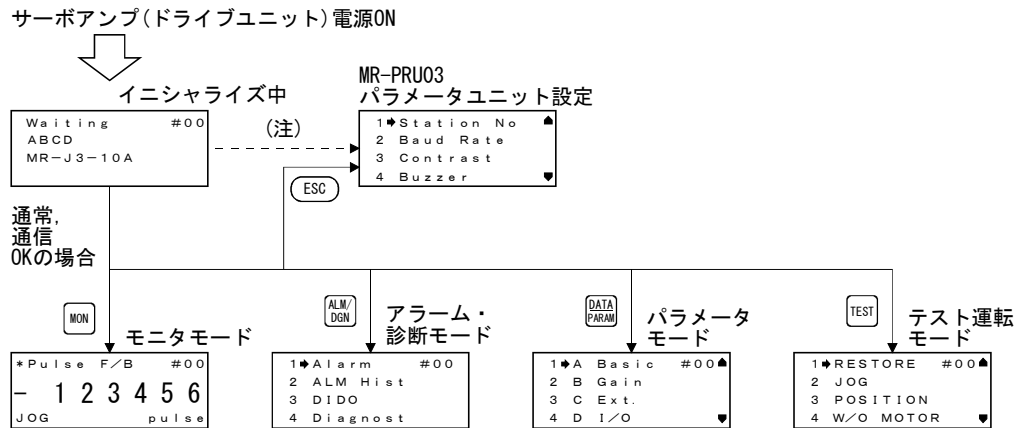 サーボアンプ(ドライブユニット)電源ON
イニシャライズ中
Waiting #00
ABCD
MR-J3-10A
(注)
MR-PRU03
パラメータユニット設定
1 Station No
2 Baud Rate
3 Contrast
4 Buzzer
ESC
通常,
通信
OKの場合
MON
モニタモード
*Pulse F/B #00
- 123456
JOG pulse
ALM/
DGN
アラーム・
診断モード
1 Alarm #00
2 ALM Hist
3 DIDO
4 Diagnost
DATA
PARAM
パラメータ
モード
1 A Basic #00
2 B Gain
3 C Ext.
4 D I/O
TEST
テスト運転
モード
1 RESTORE #00
2 JOG
3 POSITION
4 W/O MOTOR